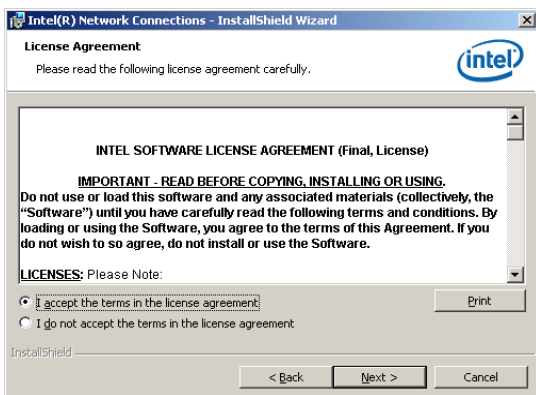 Intel(R) Network Connections - InstallShield Wizard
License Agreement
Please read the following license agreement carefully.
intel
INTEL SOFTWARE LICENSE AGREEMENT (Final, License)
IMPORTANT - READ BEFORE COPYING, INSTALLING OR USING.
Do not use or load this software and any associated materials (collectively, the
“Software”) until you have carefully read the following terms and conditions. By
loading or using the Software, you agree to the terms of this Agreement. If you
do not wish to so agree, do not install or use the Software.
LICENSES: Please Note:
I accept the terms in the license agreement
Print
I do not accept the terms in the license agreement
InstallShield
< Back
Next >
Cancel